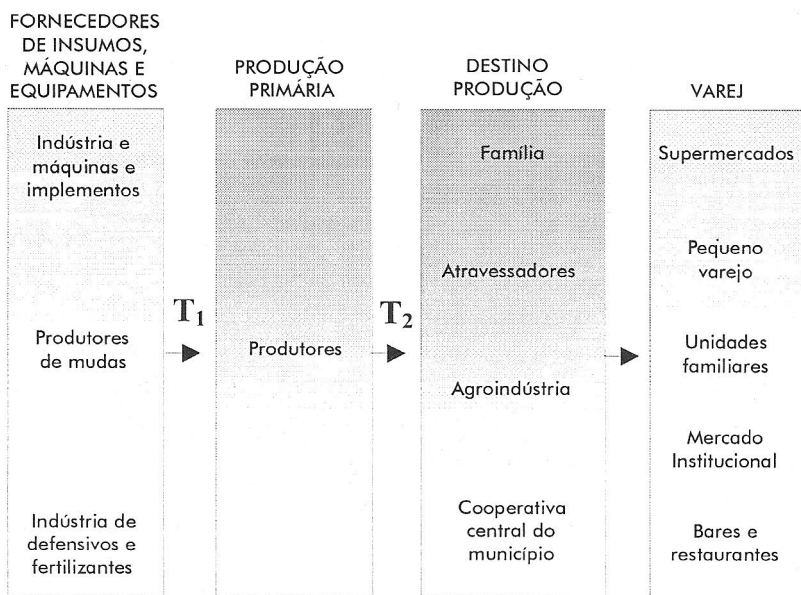 FORNECEDORES
DE INSUMOS,
MÁQUINAS E
EQUIPAMENTOS
Indústria e
máquinas e
implementos
Produtores
de mudas
Indústria de
defensivos e
fertilizantes
T1
PRODUÇÃO
PRIMÁRIA
Produtores
T2
DESTINO
PRODUÇÃO
Família
Atravessadores
Agroindústria
Cooperativa
central do
município
VAREJ
Supermercados
Pequeno
varejo
Unidades
familiares
Mercado
Institucional
Bares e
restaurantes